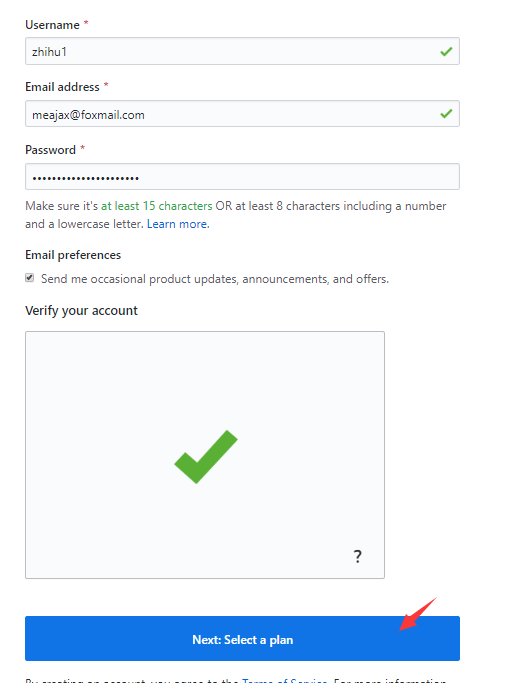 Username *
zhihu1
Email address *
meajax@foxmail.com
Password *
••••••••••••••••••••••
Make sure it's at least 15 characters OR at least 8 characters including a number
and a lowercase letter. Learn more.
Email preferences
Send me occasional product updates, announcements, and offers.
Verify your account
?
Next: Select a plan
By creating an account, you agree to the Terms of Service. For more information